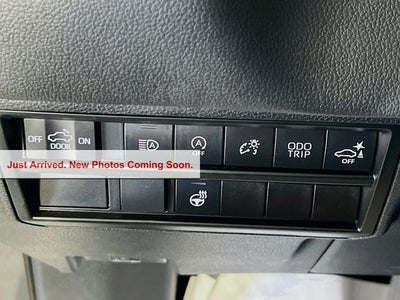 OFF DOOR ON
A
A OFF
ODO TRIP
OFF
Just Arrived. New Photos Coming Soon.